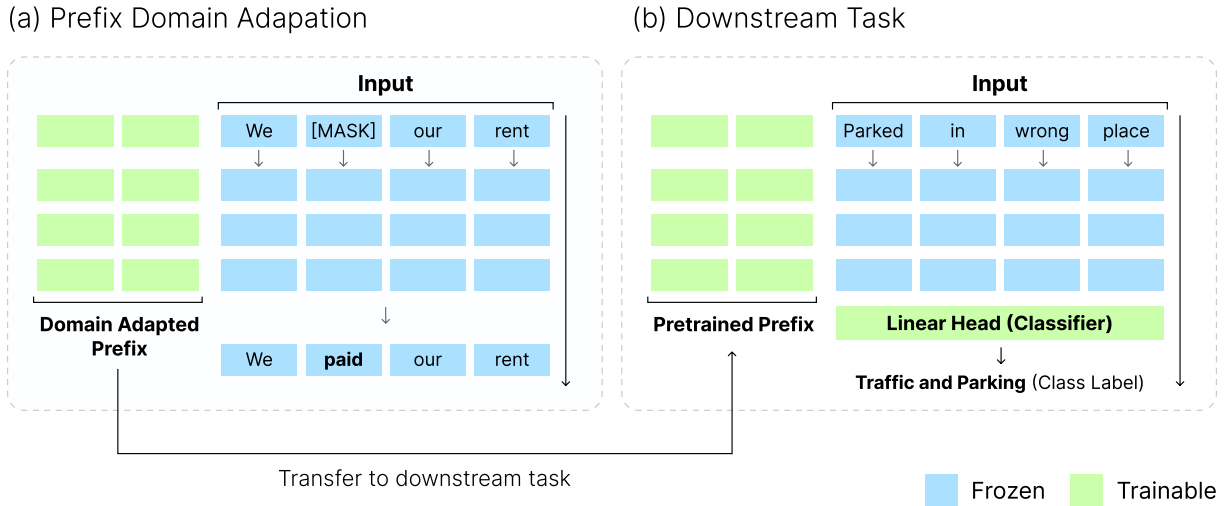 (a) Prefix Domain Adapation
(b) Downstream Task
Input
We [MASK] our rent
Domain Adapted
Prefix
We paid our rent
Input
Parked in wrong place
Pretrained Prefix
Linear Head (Classifier)
Traffic and Parking (Class Label)
Transfer to downstream task
Frozen
Trainable